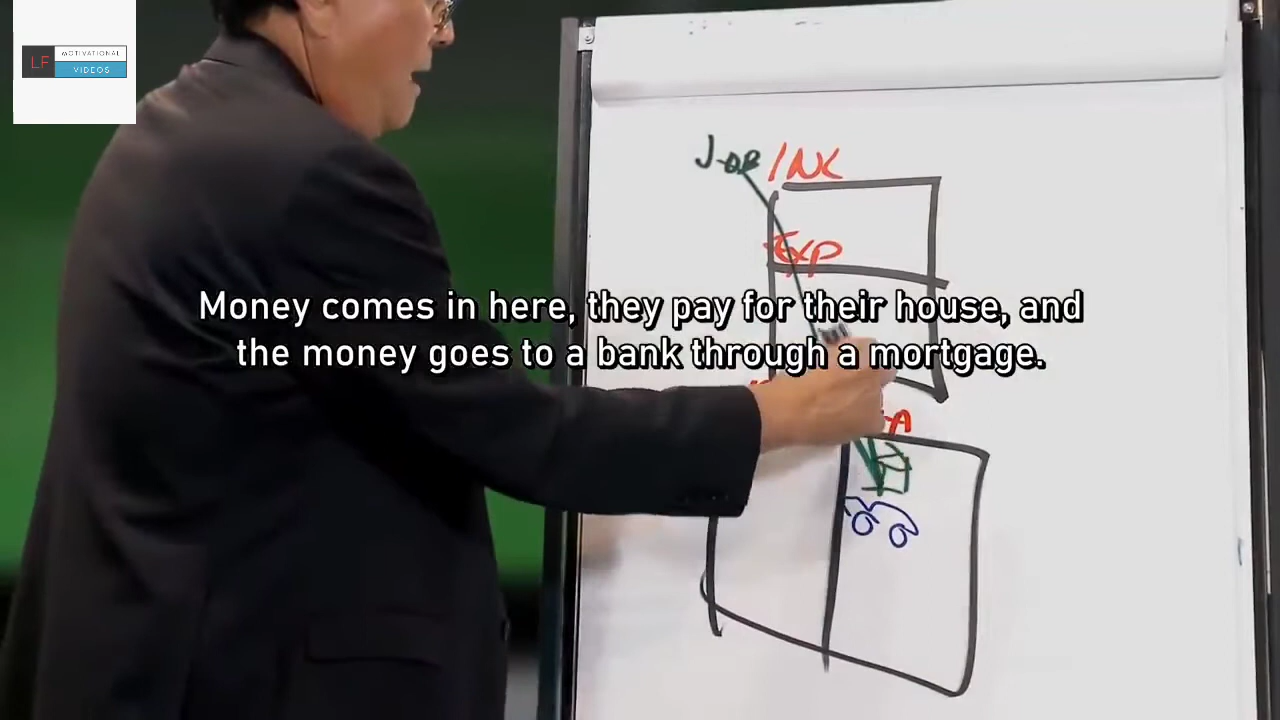 LF
MOTIVATIONAL
VIDEOS
JOB INC
EXP
Money comes in here, they pay for their house, and
the money goes to a bank through a mortgage.